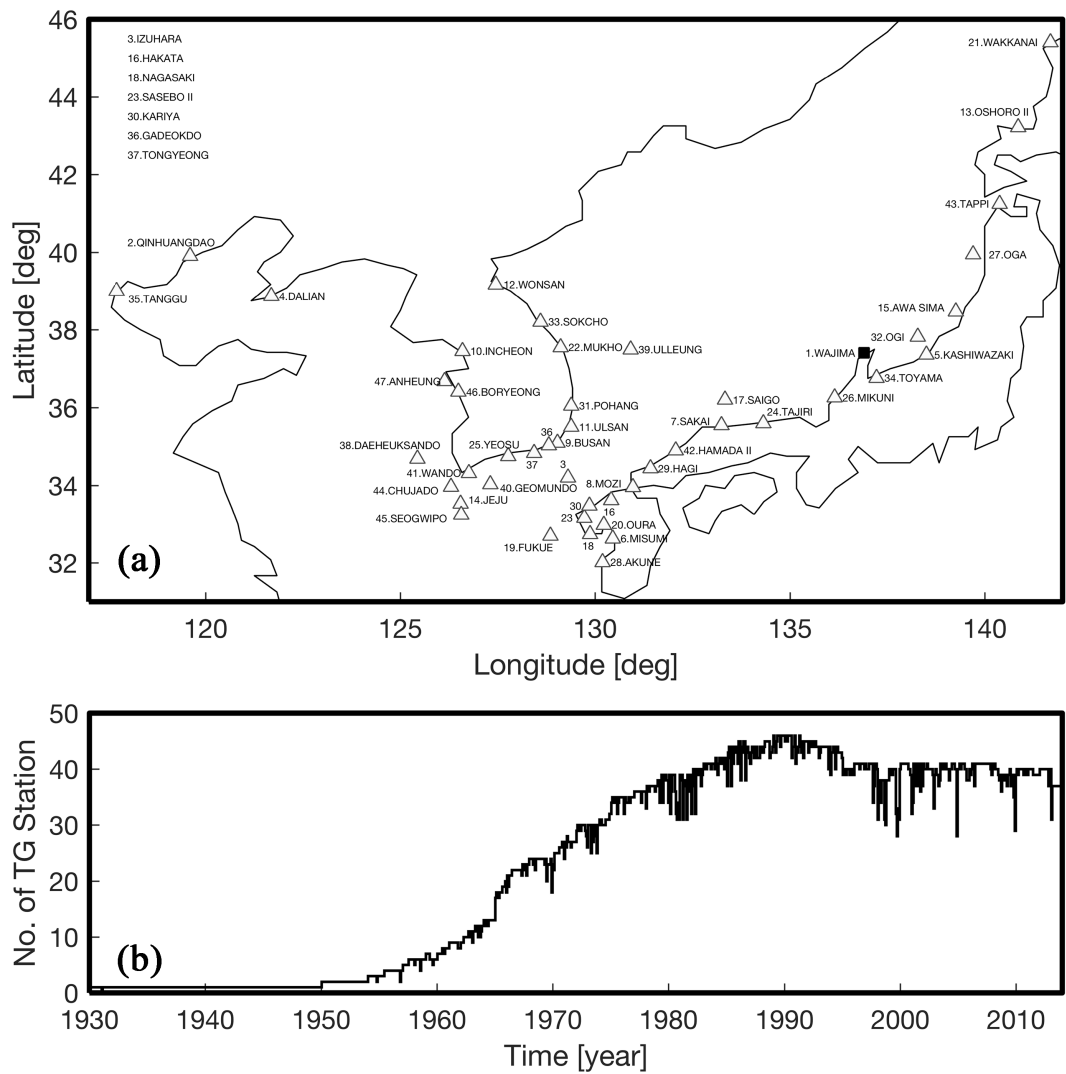 46
44
42
40
38
36
34
32
Latitude [deg]
3.IZUHARA
16.HAKATA
18.NAGASAKI
23.SASEBO II
30.KARIYA
36.GADEOKDO
37.TONGYEONG
21.WAKKANAI
13.OSHORO II
43.TAPPI
2.QINHUANGDAO
27.OGA
35.TANGGU
4.DALIAN
12.WONSAN
15.AWA SIMA
33.SOKCHO
32.OGI
10.INCHEON
22.MUKHO
39.ULLEUNG
1.WAJIMA
5.KASHIWAZAKI
47.ANHEUNG
46.BORYEONG
34.TOYAMA
31.POHANG
17.SAIGO
26.MIKUNI
24.TAJIRI
7.SAKAI
11.ULSAN
36
9.BUSAN
38.DAEHEUKSANDO
25.YEOSU
37
42.HAMADA II
41.WANDO
3
29.HAGI
44.CHUJADO
40.GEOMUNDO
8.MOZI
14.JEJU
30
16
45.SEOGWIPO
23
20.OURA
19.FUKUE
18
6.MISUMI
28.AKUNE
(a)
120
125
130
135
140
Longitude [deg]
50
40
30
20
10
0
No. of TG Station
(b)
1930
1940
1950
1960
1970
1980
1990
2000
2010
Time [year]